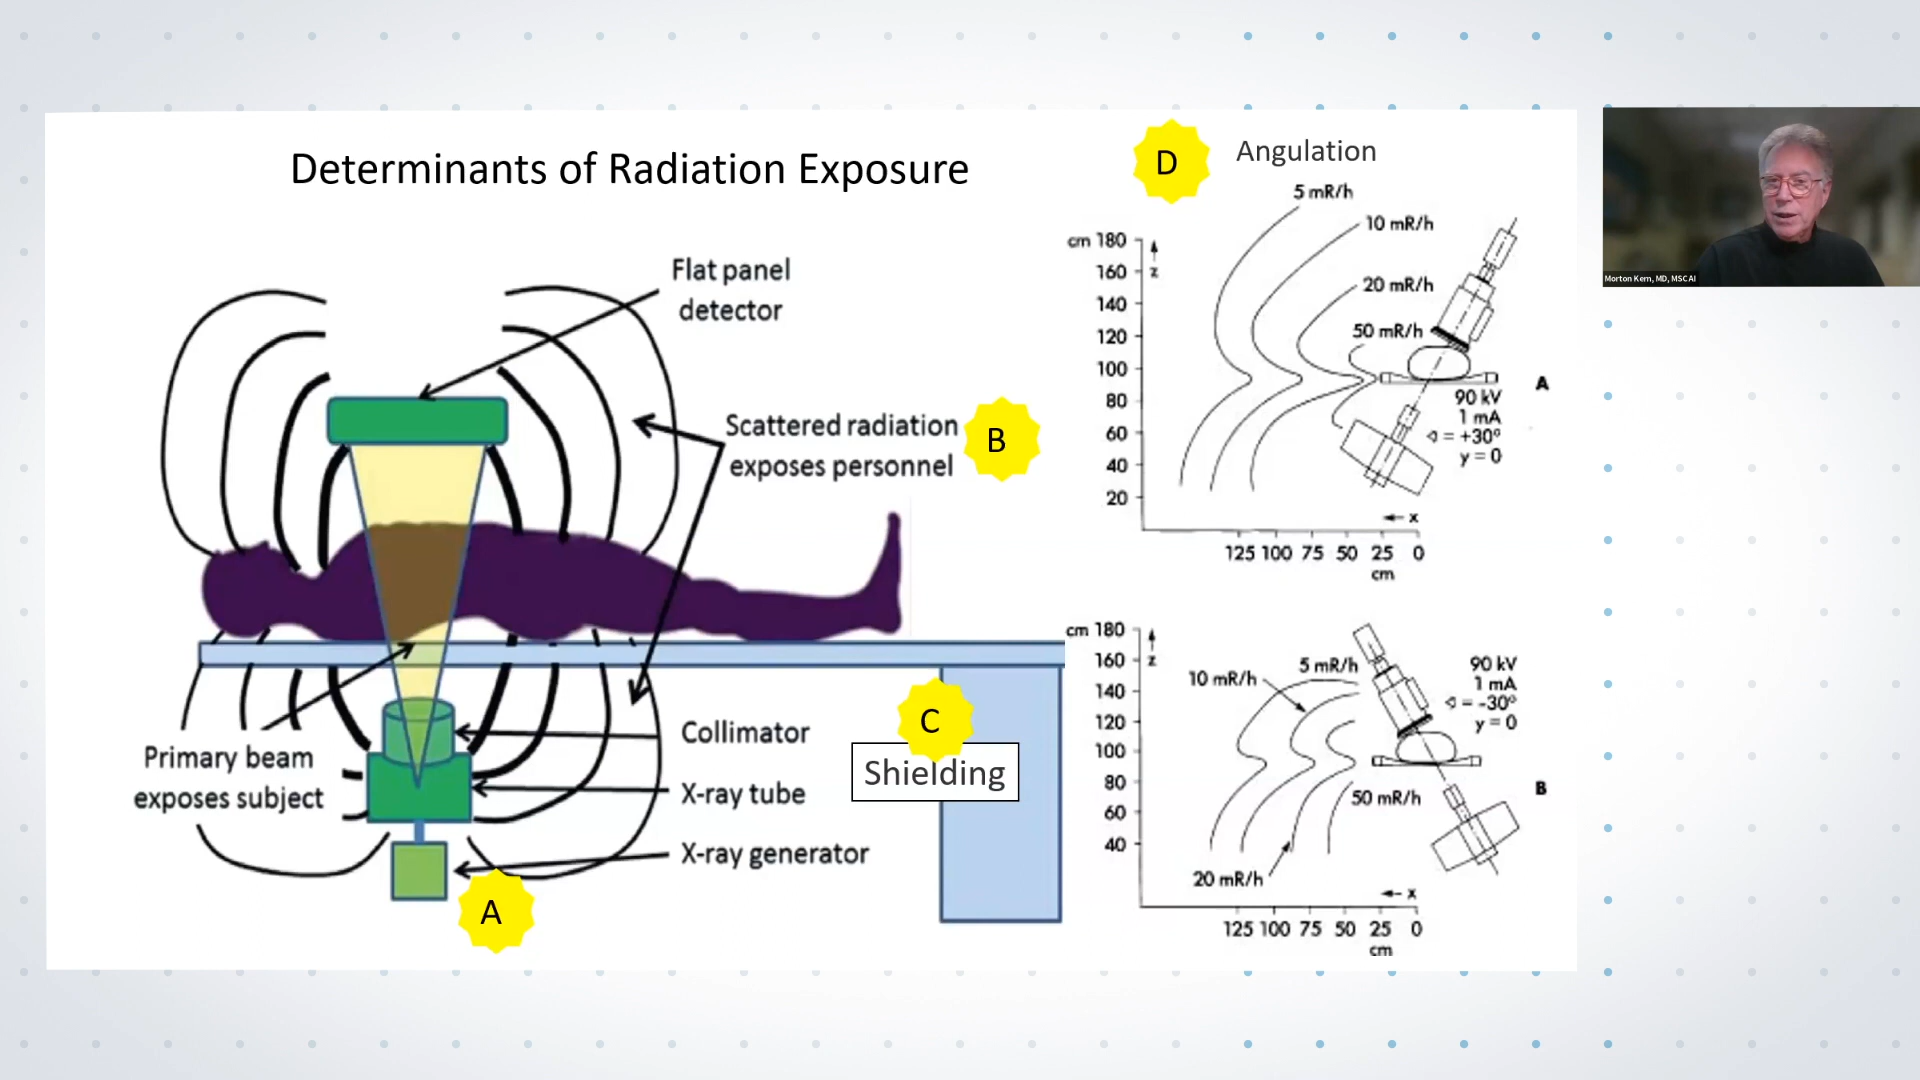 Determinants of Radiation Exposure
Flat panel
detector
Scattered radiation
exposes personnel
B
Primary beam
exposes subject
Collimator
X-ray tube
X-ray generator
A
C
Shielding
D
Angulation
5 mR/h
10 mR/h
20 mR/h
50 mR/h
cm 180
160
140
120
100
80
60
40
20
z
90 kV
1 mA
= +30°
y = 0
A
x
125 100 75 50 25 0
cm
cm 180
160
140
120
100
80
60
40
z
10 mR/h
5 mR/h
90 kV
1 mA
= -30°
y = 0
50 mR/h
20 mR/h
B
x
125 100 75 50 25 0
cm
Morton Kern, MD, MSCAI